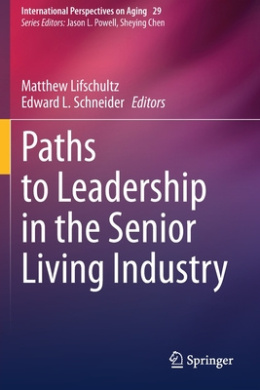 International Perspectives on Aging 29
Series Editors: Jason L. Powell, Sheying Chen
Matthew Lifschultz
Edward L. Schneider Editors
Paths
to Leadership
in the Senior
Living Industry
Springer